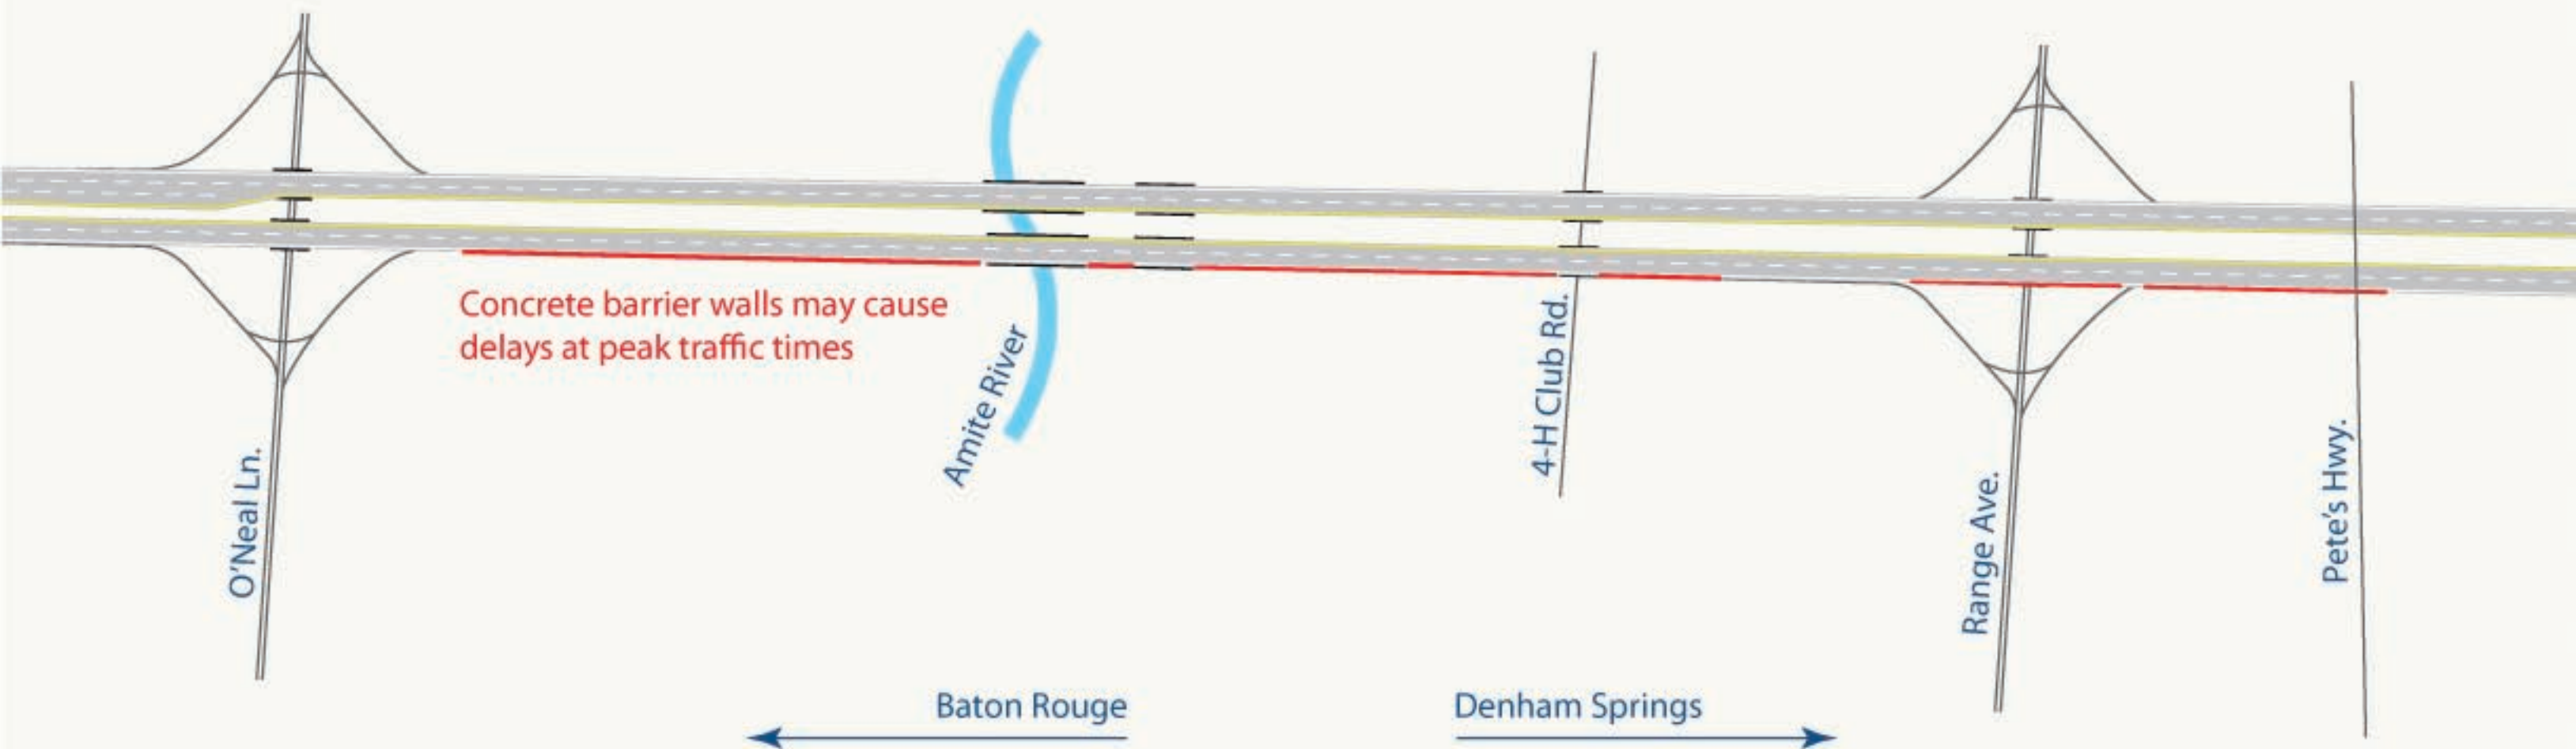 Concrete barrier walls may cause
delays at peak traffic times
O'Neal Ln.
Amite River
4-H Club Rd.
Range Ave.
Pete's Hwy.
Baton Rouge
Denham Springs